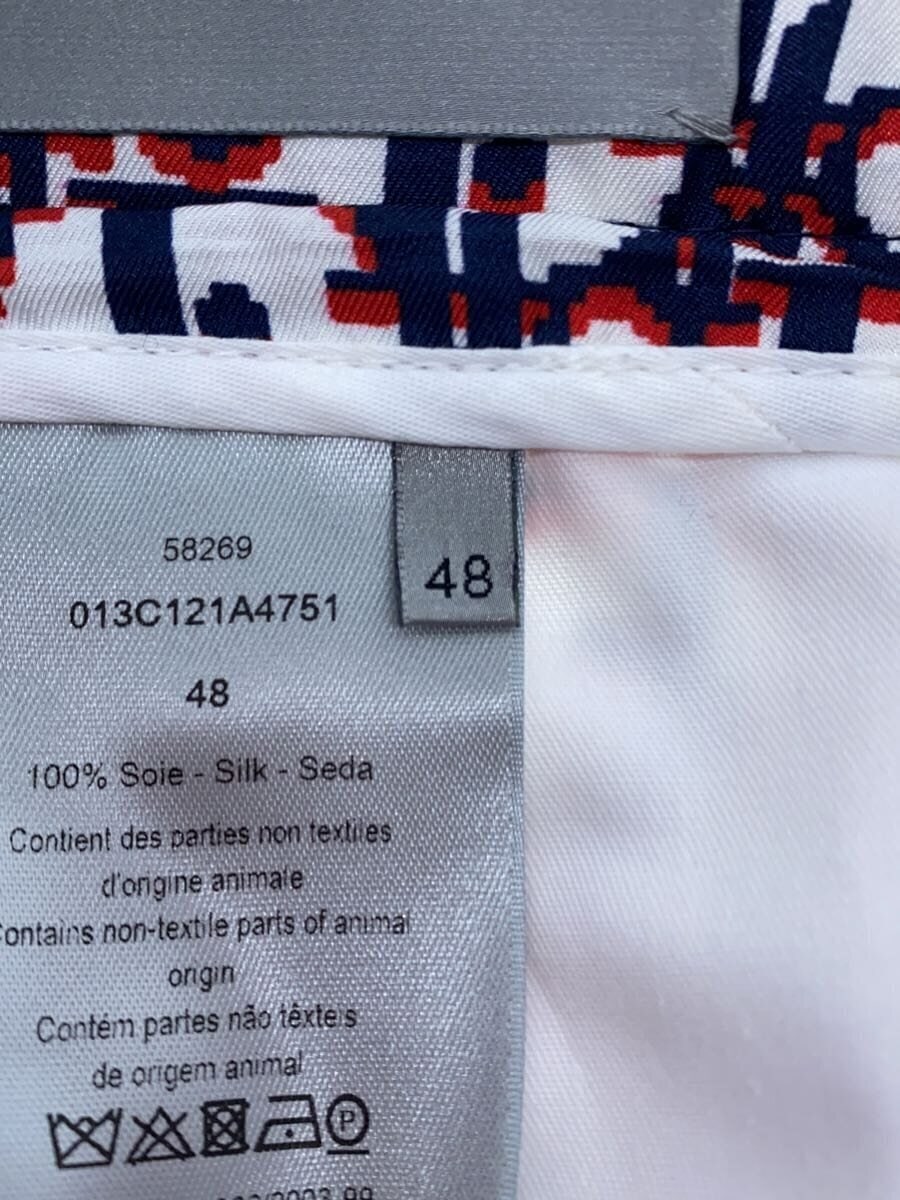 48
58269
013C121A4751
48
100% Soie - Silk - Seda
Contient des parties non textiles
d'origine animale
ontains non-textile parts of animal
origin
Contém partes não têxteis
de origem animal
P